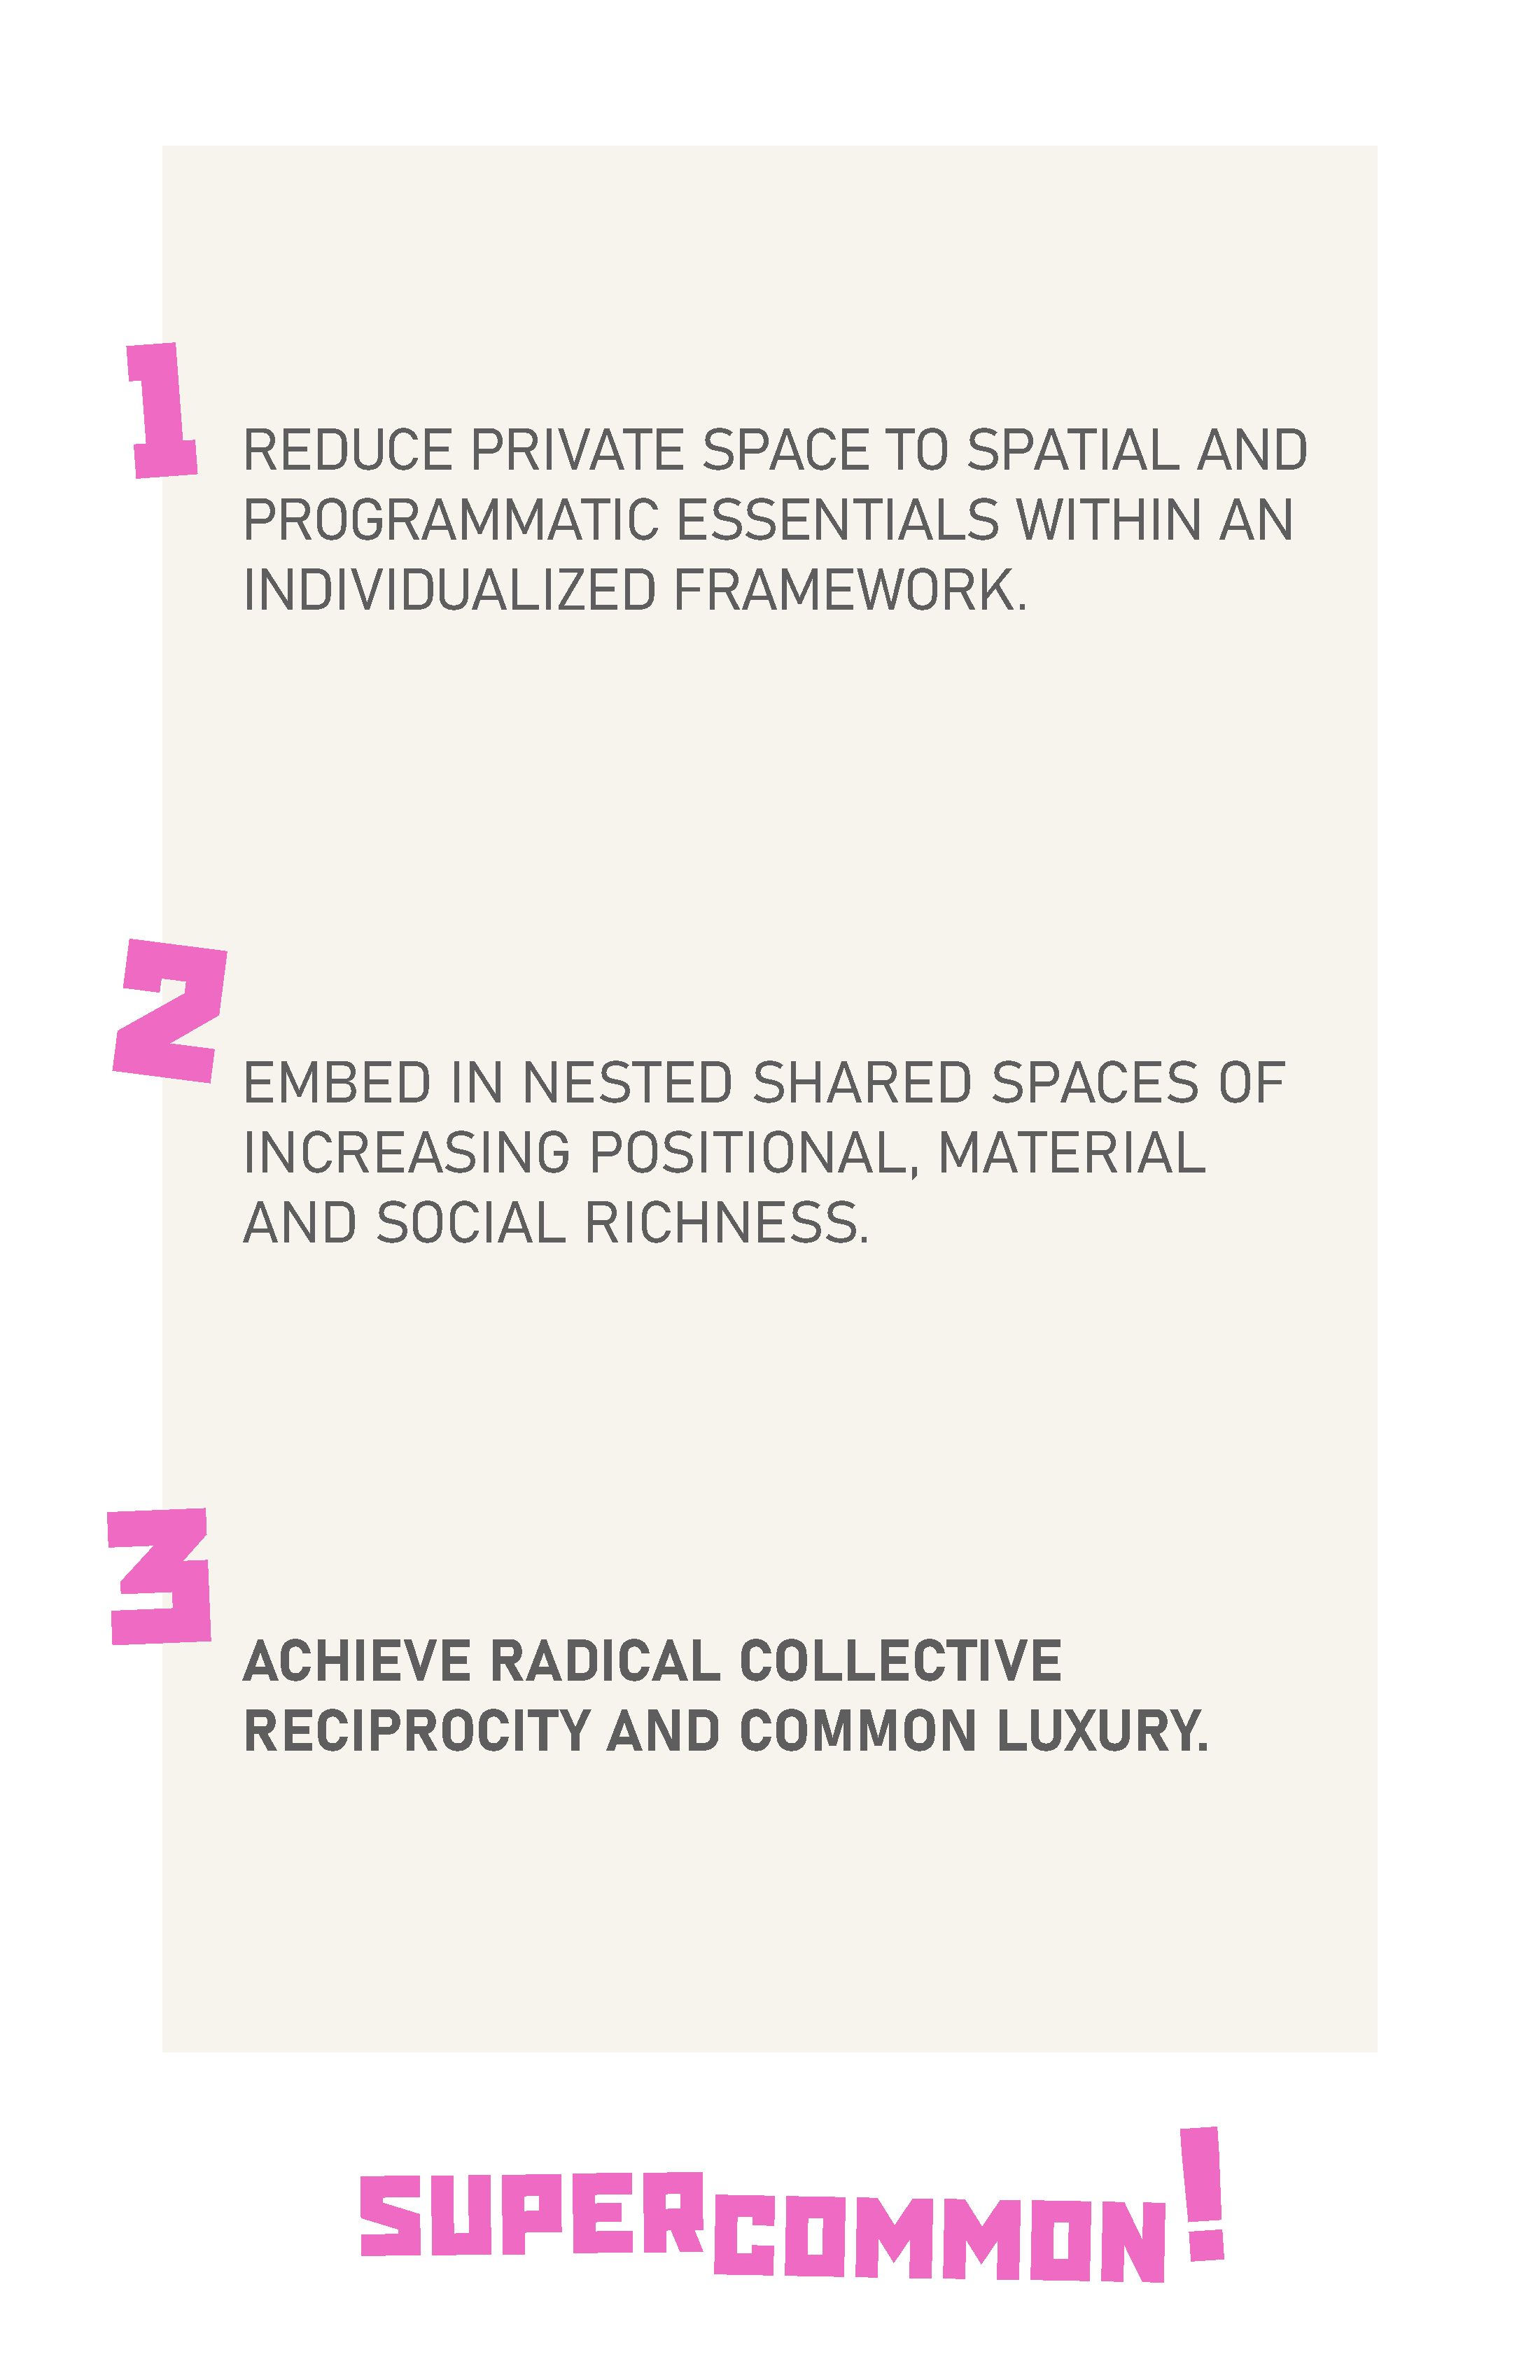 1
REDUCE PRIVATE SPACE TO SPATIAL AND
PROGRAMMATIC ESSENTIALS WITHIN AN
INDIVIDUALIZED FRAMEWORK.
2
EMBED IN NESTED SHARED SPACES OF
INCREASING POSITIONAL, MATERIAL
AND SOCIAL RICHNESS.
3
ACHIEVE RADICAL COLLECTIVE
RECIPROCITY AND COMMON LUXURY.
SUPERCOMMON!